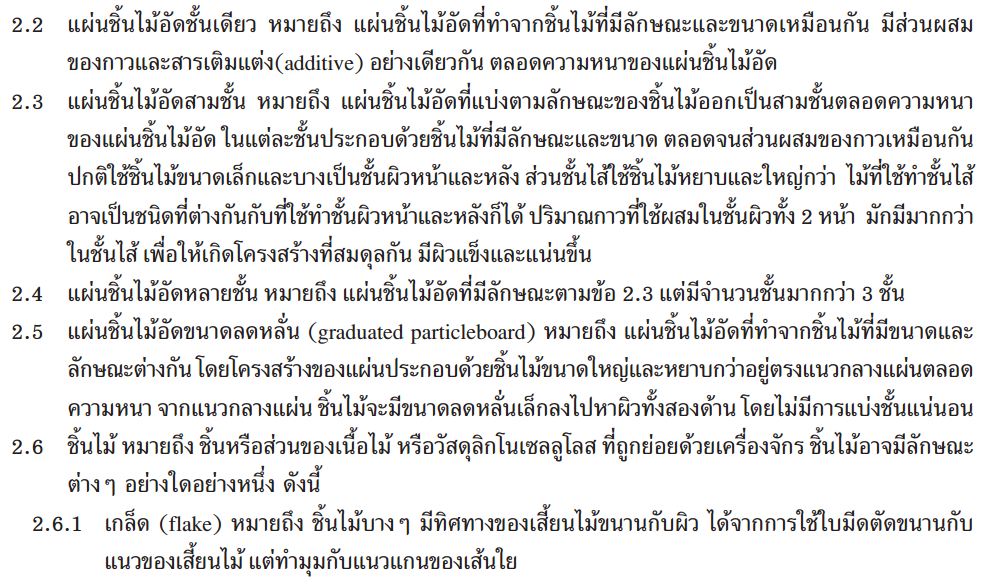 2.2 แผ่นชิ้นไม้อัดชั้นเดียว หมายถึง แผ่นชิ้นไม้อัดที่ทำจากชิ้นไม้ที่มีลักษณะและขนาดเหมือนกัน มีส่วนผสม
ของกาวและสารเติมแต่ง(additive) อย่างเดียวกัน ตลอดความหนาของแผ่นชิ้นไม้อัด
2.3 แผ่นชิ้นไม้อัดสามชั้น หมายถึง แผ่นชิ้นไม้อัดที่แบ่งตามลักษณะของชิ้นไม้ออกเป็นสามชั้นตลอดความหนา
ของแผ่นชิ้นไม้อัด ในแต่ละชั้นประกอบด้วยชิ้นไม้ที่มีลักษณะและขนาด ตลอดจนส่วนผสมของกาวเหมือนกัน
ปกติใช้ชิ้นไม้ขนาดเล็กและบางเป็นชั้นผิวหน้าและหลัง ส่วนชั้นไส้ใช้ชิ้นไม้หยาบและใหญ่กว่า ไม้ที่ใช้ทำชั้นไส้
อาจเป็นชนิดที่ต่างกันกับที่ใช้ทำชั้นผิวหน้าและหลังก็ได้ ปริมาณกาวที่ใช้ผสมในชั้นผิวทั้ง 2 หน้า มักมีมากกว่า
ในชั้นไส้ เพื่อให้เกิดโครงสร้างที่สมดุลกัน มีผิวแข็งและแน่นขึ้น
2.4 แผ่นชิ้นไม้อัดหลายชั้น หมายถึง แผ่นชิ้นไม้อัดที่มีลักษณะตามข้อ 2.3 แต่มีจำนวนชั้นมากกว่า 3 ชั้น
2.5 แผ่นชิ้นไม้อัดขนาดลดหลั่น (graduated particleboard) หมายถึง แผ่นชิ้นไม้อัดที่ทำจากชิ้นไม้ที่มีขนาดและ
ลักษณะต่างกัน โดยโครงสร้างของแผ่นประกอบด้วยชิ้นไม้ขนาดใหญ่และหยาบกว่าอยู่ตรงแนวกลางแผ่นตลอด
ความหนา จากแนวกลางแผ่น ชิ้นไม้จะมีขนาดลดหลั่นเล็กลงไปหาผิวทั้งสองด้าน โดยไม่มีการแบ่งชั้นแน่นอน
2.6 ชิ้นไม้ หมายถึง ชิ้นหรือส่วนของเนื้อไม้ หรือวัสดุลิกโนเซลลูโลส ที่ถูกย่อยด้วยเครื่องจักร ชิ้นไม้อาจมีลักษณะ
ต่างๆ อย่างใดอย่างหนึ่ง ดังนี้
2.6.1 เกล็ด (flake) หมายถึง ชิ้นไม้บางๆ มีทิศทางของเสี้ยนไม้ขนานกับผิว ได้จากการใช้ใบมีดตัดขนานกับ
แนวของเสี้ยนไม้ แต่ทำมุมกับแนวแกนของเส้นใย